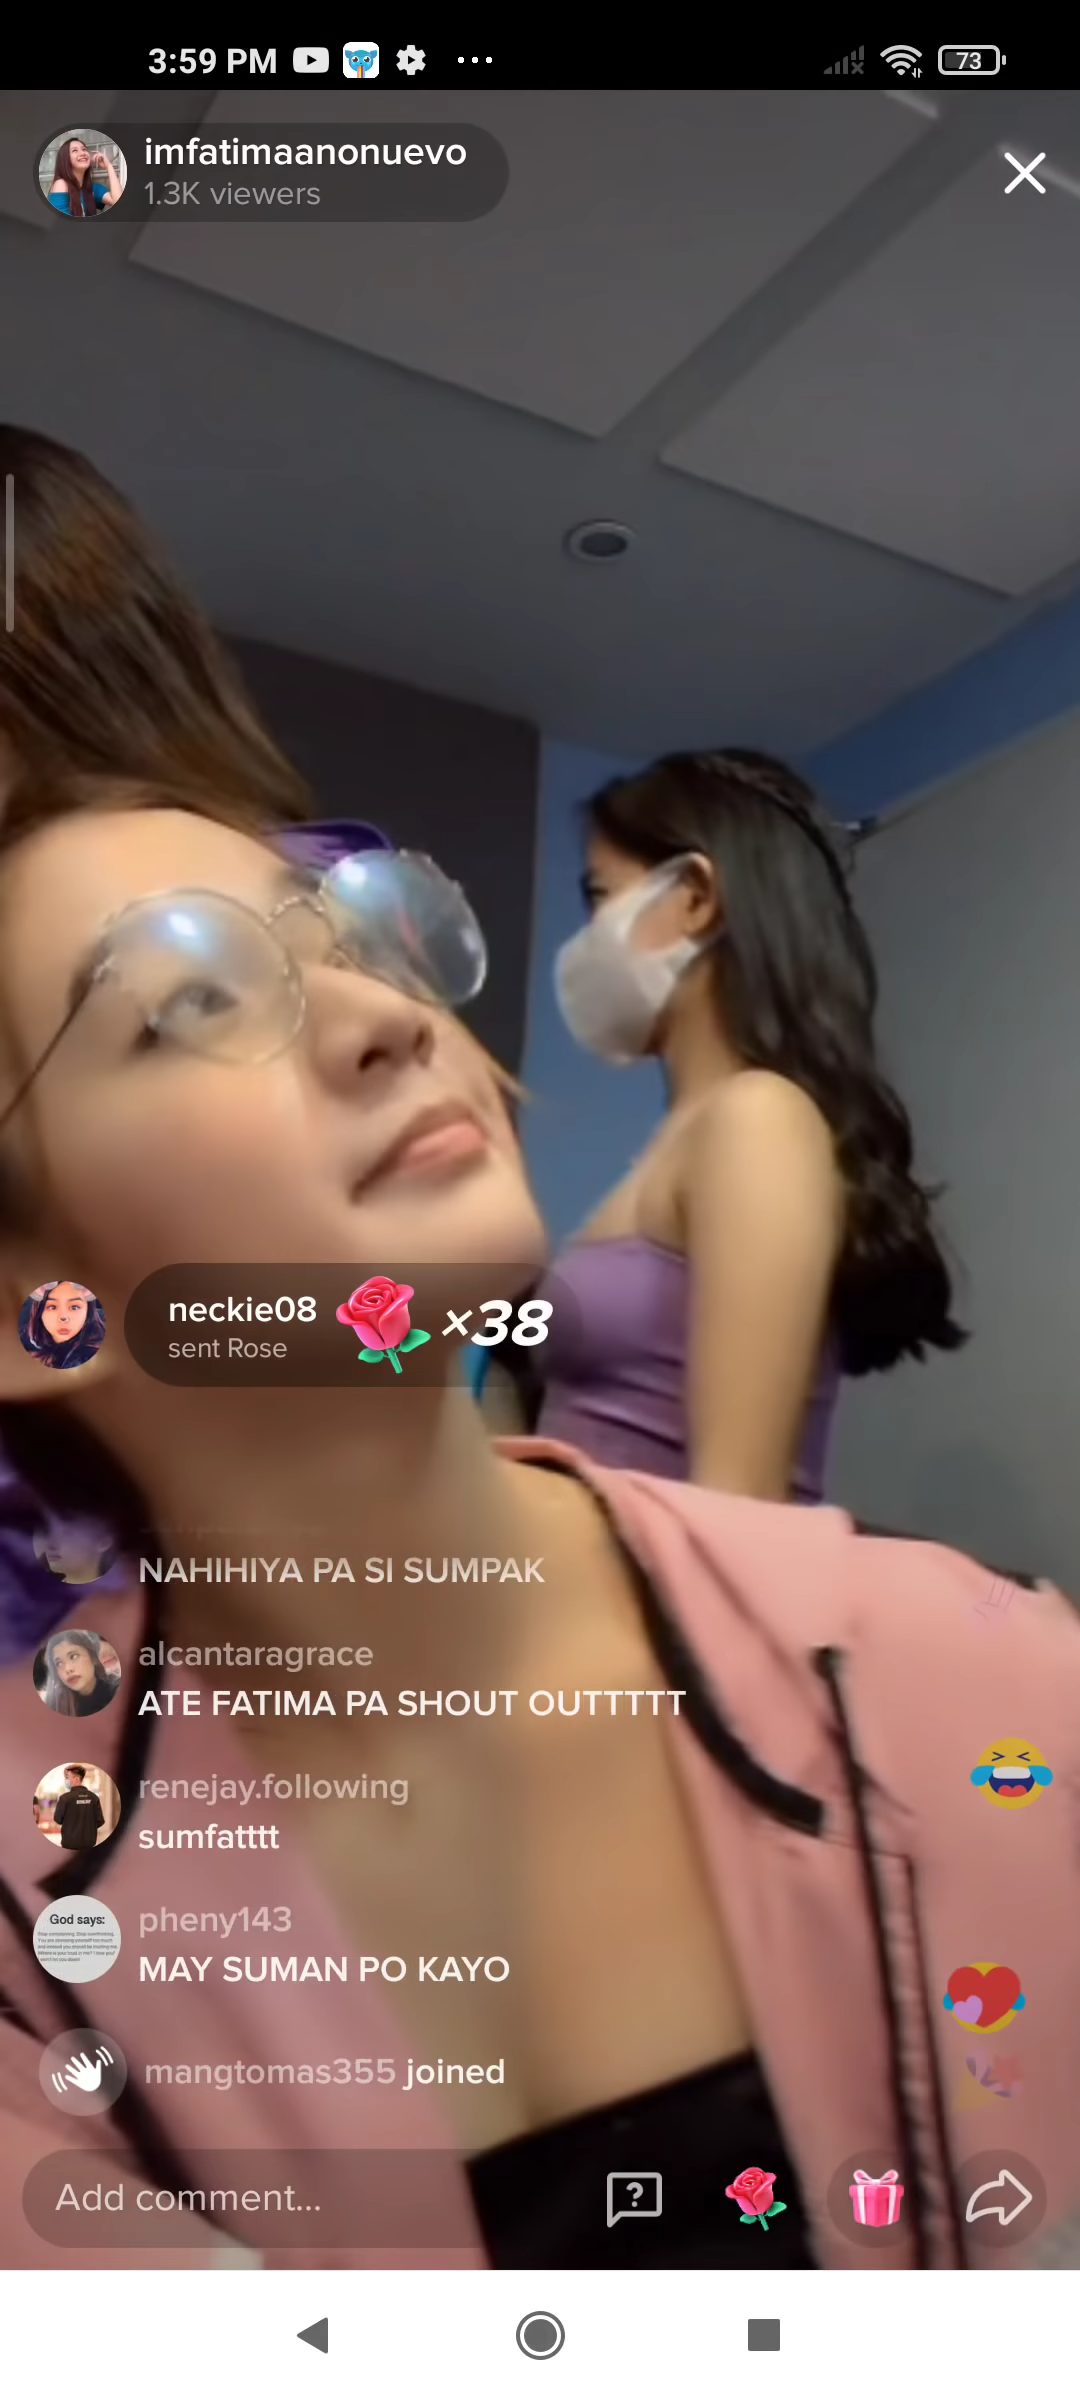 3:59 PM
73
imfatimaanonuevo
1.3K viewers
neckie08
sent Rose
×38
NAHIHIYA PA SI SUMPAK
alcantaragrace
ATE FATIMA PA SHOUT OUTTTTT
renejay.following
sumfatttt
God says:
pheny143
MAY SUMAN PO KAYO
mangtomas355 joined
Add comment...
?